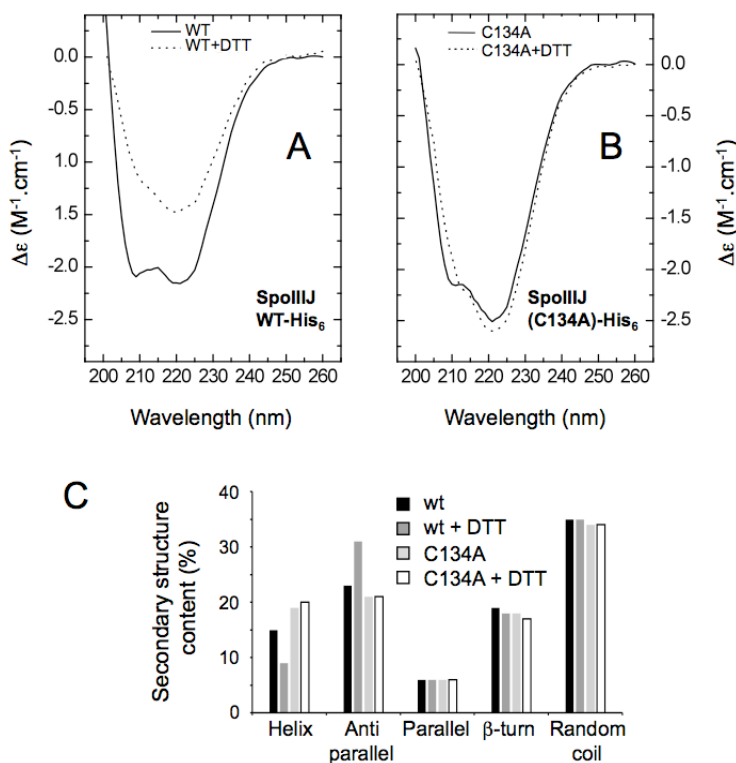 WT
WT+DTT
0.0
-0.5
1.0
1.5
-2.0
-2.5
Δε (M-1.cm-1)
A
SpoIIIJ
WT-His6
200 210 220 230 240 250 260
Wavelength (nm)
C134A
C134A+DTT
0.0
-0.5
-1.0
-1.5
-2.0
-2.5
Δε (M-1.cm-1)
B
SpoIIIJ
(C134A)-His6
200 210 220 230 240 250 260
Wavelength (nm)
C
Secondary structure
content (%)
40
30
20
10
0
wt
wt + DTT
C134A
C134A + DTT
Helix
Anti
parallel
Parallel
β-turn
Random
coil